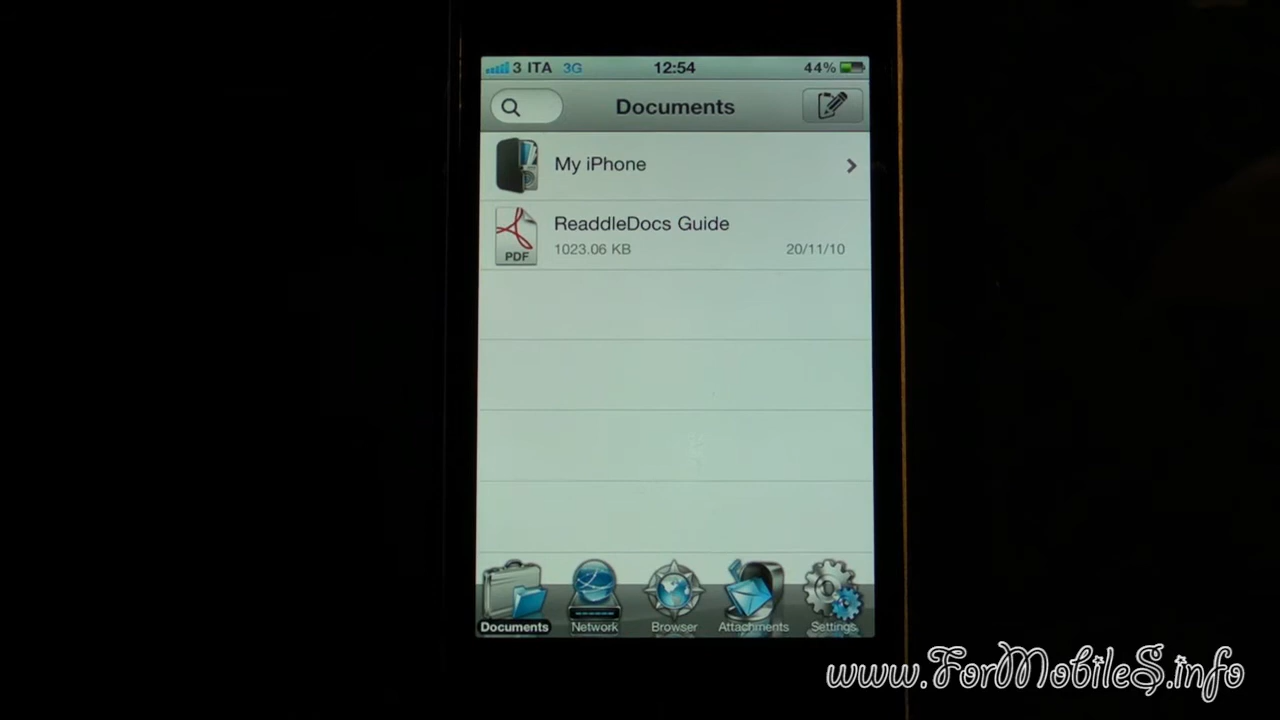 3 ITA 3G 12:54 44%
Documents
My iPhone
ReaddleDocs Guide
1023.06 KB 20/11/10
PDF
Documents Network Browser Attachments Settings
www.ForMobileS.info